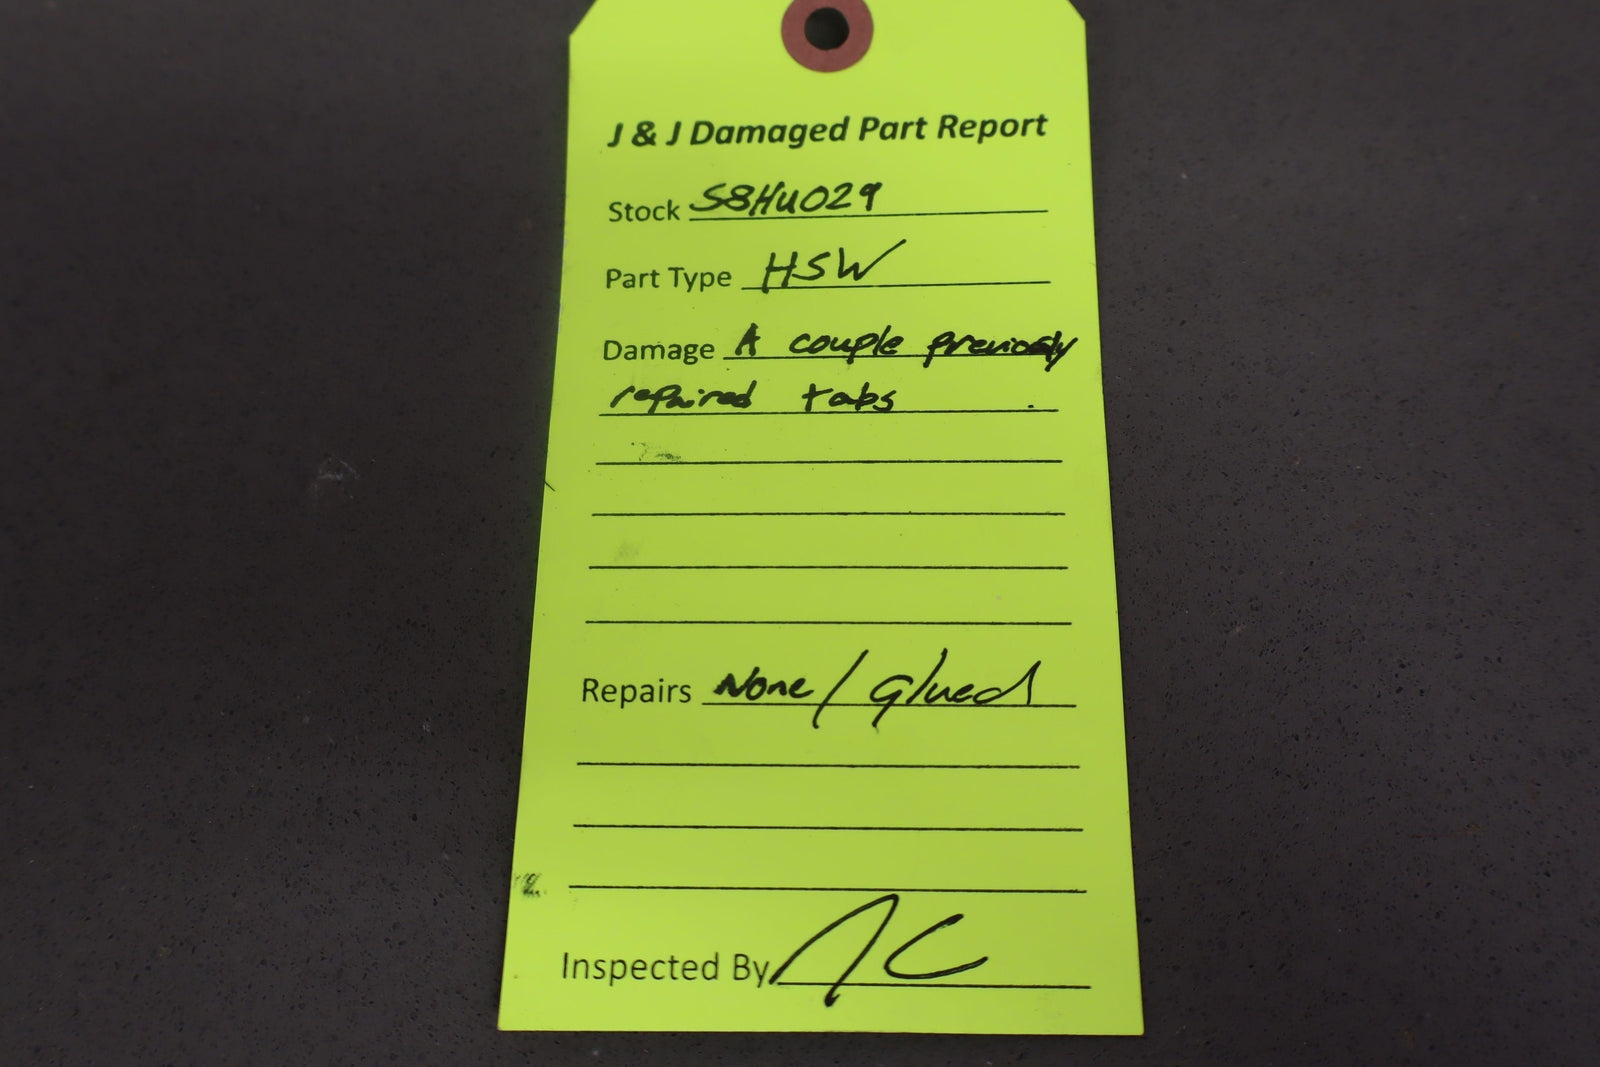 J & J Damaged Part Report
Stock S8HU029
Part Type HSW
Damage A couple previously
repaired tabs
Repairs None / Glued
Inspected By